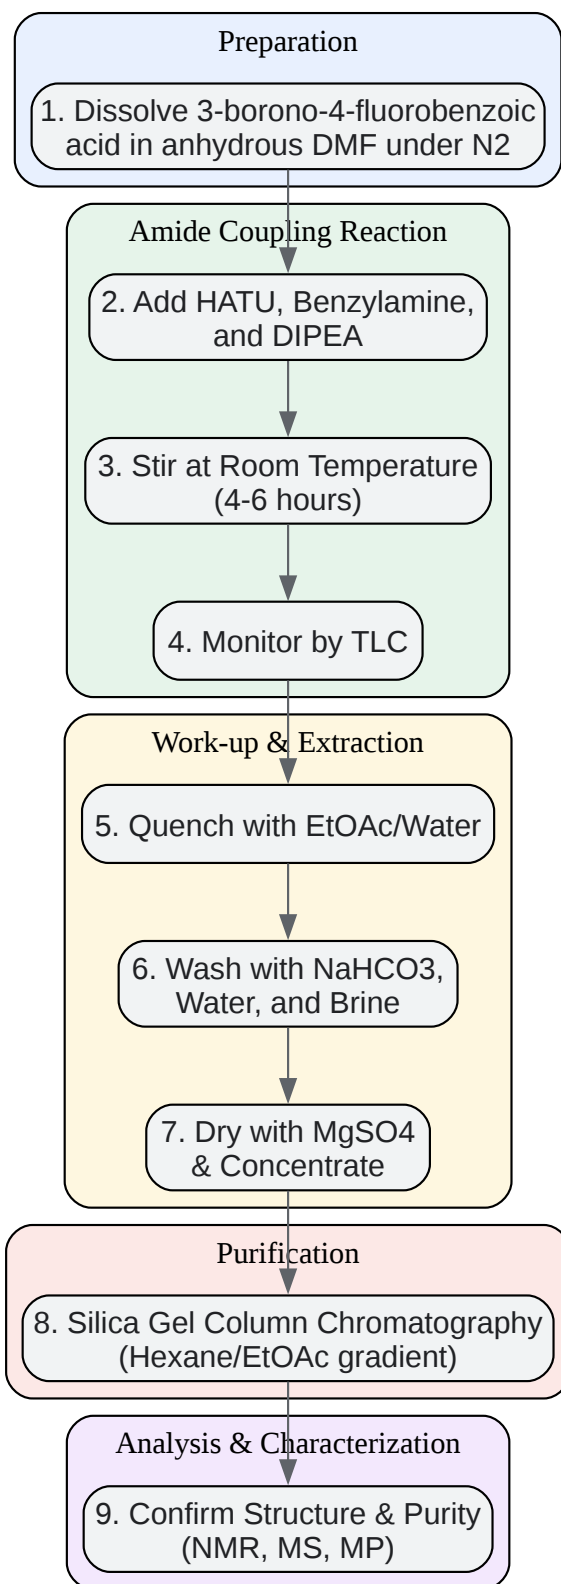 Preparation
1. Dissolve 3-borono-4-fluorobenzoic
acid in anhydrous DMF under N2
Amide Coupling Reaction
2. Add HATU, Benzylamine,
and DIPEA
3. Stir at Room Temperature
(4-6 hours)
4. Monitor by TLC
Work-up & Extraction
5. Quench with EtOAc/Water
6. Wash with NaHCO3,
Water, and Brine
7. Dry with MgSO4
& Concentrate
Purification
8. Silica Gel Column Chromatography
(Hexane/EtOAc gradient)
Analysis & Characterization
9. Confirm Structure & Purity
(NMR, MS, MP)